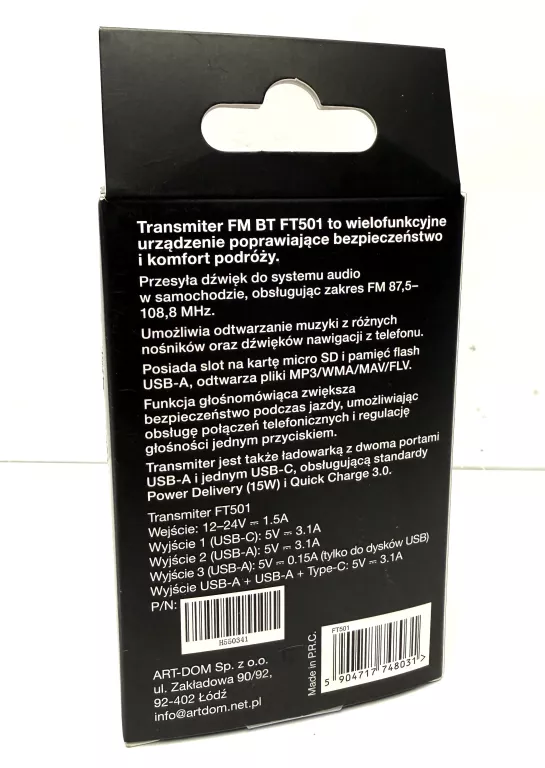 Transmiter FM BT FT501 to wielofunkcyjne
urządzenie poprawiające bezpieczeństwo
i komfort podróży.
Przesyła dźwięk do systemu audio
w samochodzie, obsługując zakres FM 87,5–
108,8 MHz.
Umożliwia odtwarzanie muzyki z różnych
nośników oraz dźwięków nawigacji z telefonu.
Posiada slot na kartę micro SD i pamięć flash
USB-A, odtwarza pliki MP3/WMA/MAV/FLV.
Funkcja głośnomówiąca zwiększa
bezpieczeństwo podczas jazdy, umożliwiając
obsługę połączeń telefonicznych i regulację
głośności jednym przyciskiem.
Transmiter jest także ładowarką z dwoma portami
USB-A i jednym USB-C, obsługującą standardy
Power Delivery (15W) i Quick Charge 3.0.
Transmiter FT501
Wejście: 12–24V ⎓ 1.5A
Wyjście 1 (USB-C): 5V ⎓ 3.1A
Wyjście 2 (USB-A): 5V ⎓ 3.1A
Wyjście 3 (USB-A): 5V ⎓ 0.15A (tylko do dysków USB)
Wyjście USB-A + USB-A + Type-C: 5V ⎓ 3.1A
P/N:
H550341
ART-DOM Sp. z o.o.
ul. Zakładowa 90/92,
92-402 Łódź
info@artdom.net.pl
Made in P.R.C.
FT501
5 904717 748031>